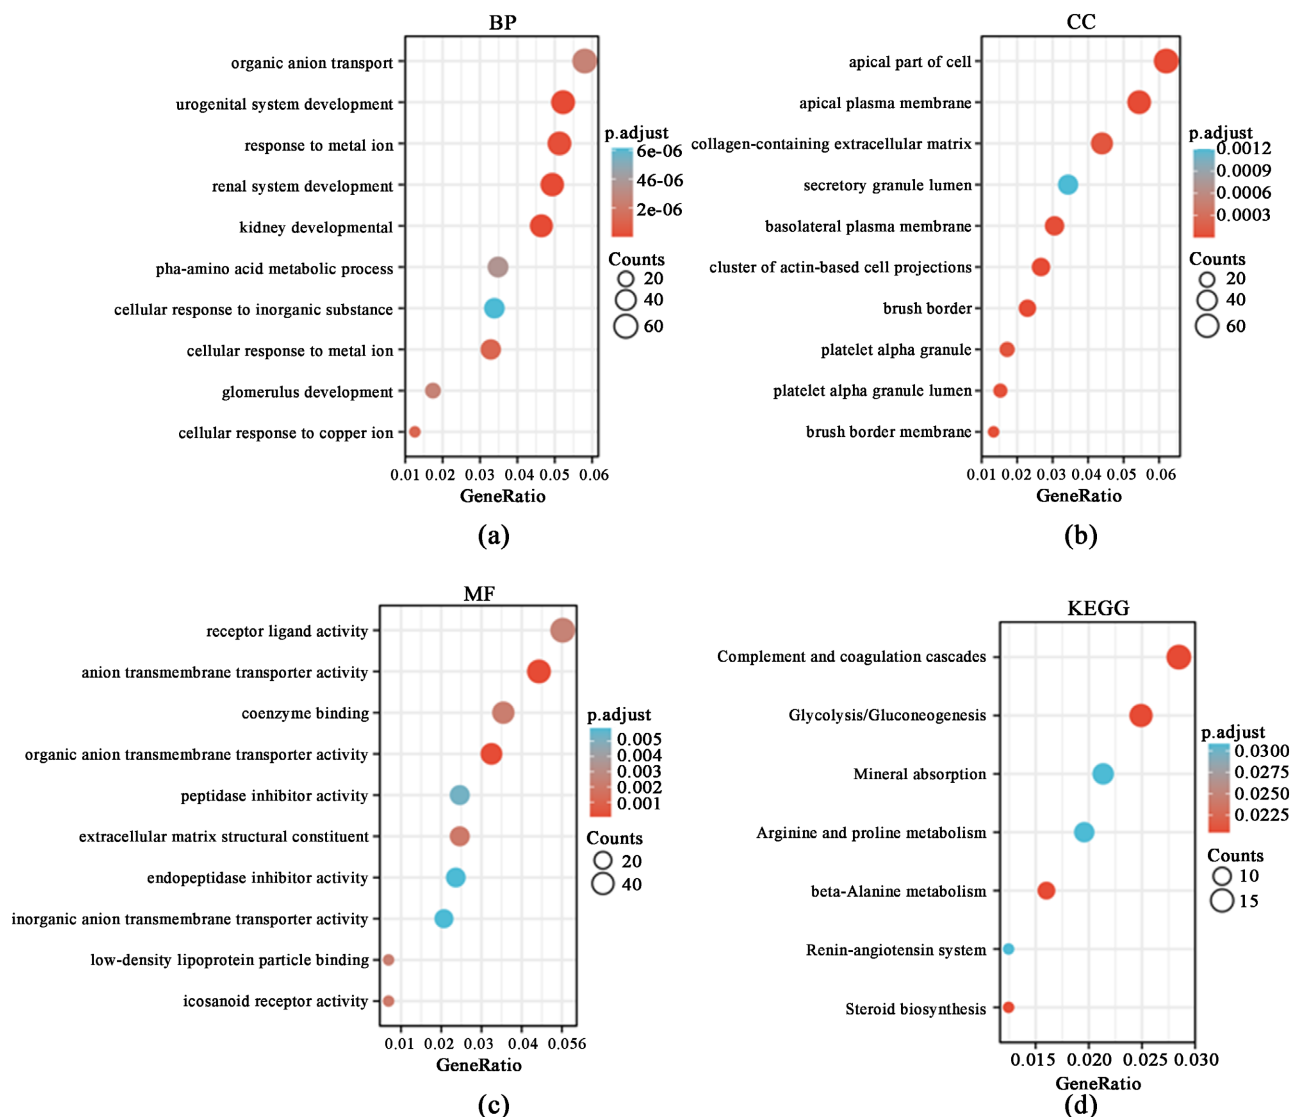 BP
organic anion transport
urogenital system development
response to metal ion
renal system development
kidney developmental
pha-amino acid metabolic process
cellular response to inorganic substance
cellular response to metal ion
glomerulus development
cellular response to copper ion
0.01 0.02 0.03 0.04 0.05 0.06
GeneRatio
p.adjust
6e-06
46-06
2e-06
Counts
20
40
60
(a)
CC
apical part of cell
apical plasma membrane
collagen-containing extracellular matrix
secretory granule lumen
basolateral plasma membrane
cluster of actin-based cell projections
brush border
platelet alpha granule
platelet alpha granule lumen
brush border membrane
0.01 0.02 0.03 0.04 0.05 0.06
GeneRatio
p.adjust
0.0012
0.0009
0.0006
0.0003
Counts
20
40
60
(b)
MF
receptor ligand activity
anion transmembrane transporter activity
coenzyme binding
organic anion transmembrane transporter activity
peptidase inhibitor activity
extracellular matrix structural constituent
endopeptidase inhibitor activity
inorganic anion transmembrane transporter activity
low-density lipoprotein particle binding
icosanoid receptor activity
0.01 0.02 0.03 0.04 0.056
GeneRatio
p.adjust
0.005
0.004
0.003
0.002
0.001
Counts
20
40
(c)
KEGG
Complement and coagulation cascades
Glycolysis/Gluconeogenesis
Mineral absorption
Arginine and proline metabolism
beta-Alanine metabolism
Renin-angiotensin system
Steroid biosynthesis
0.015 0.020 0.025 0.030
GeneRatio
p.adjust
0.0300
0.0275
0.0250
0.0225
Counts
10
15
(d)